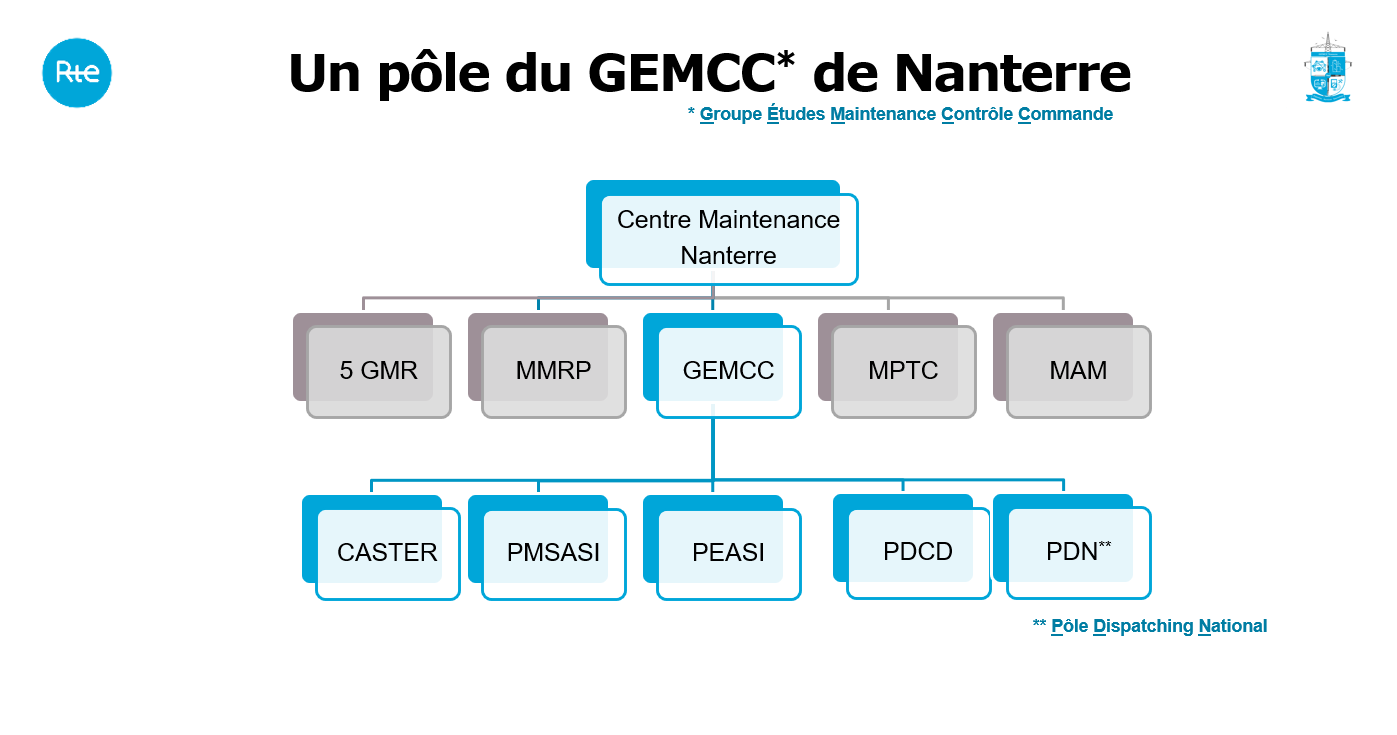 Rte
Un pôle du GEMCC* de Nanterre
* Groupe Études Maintenance Contrôle Commande
Centre Maintenance
Nanterre
5 GMR
MMRP
GEMCC
MPTC
MAM
CASTER
PMSASI
PEASI
PDCD
PDN**
** Pôle Dispatching National